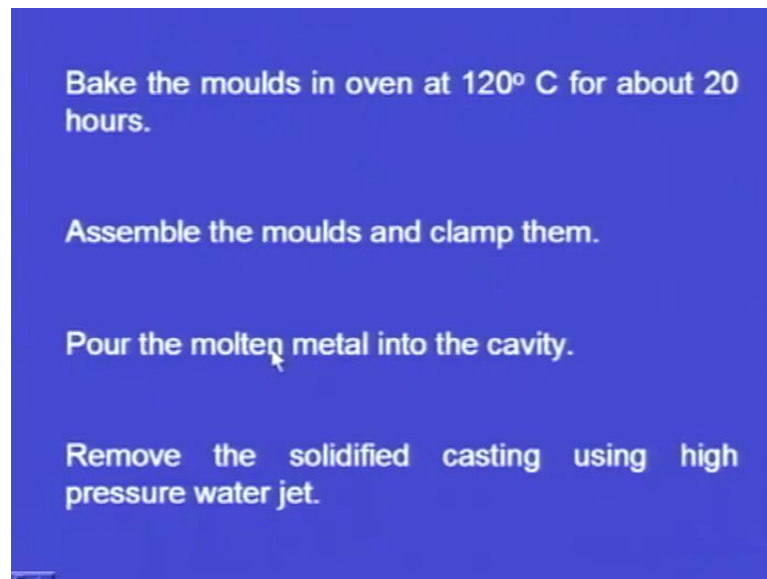 Bake the moulds in oven at 120º C for about 20
hours.
Assemble the moulds and clamp them.
Pour the molten metal into the cavity.
Remove the solidified casting using high
pressure water jet.